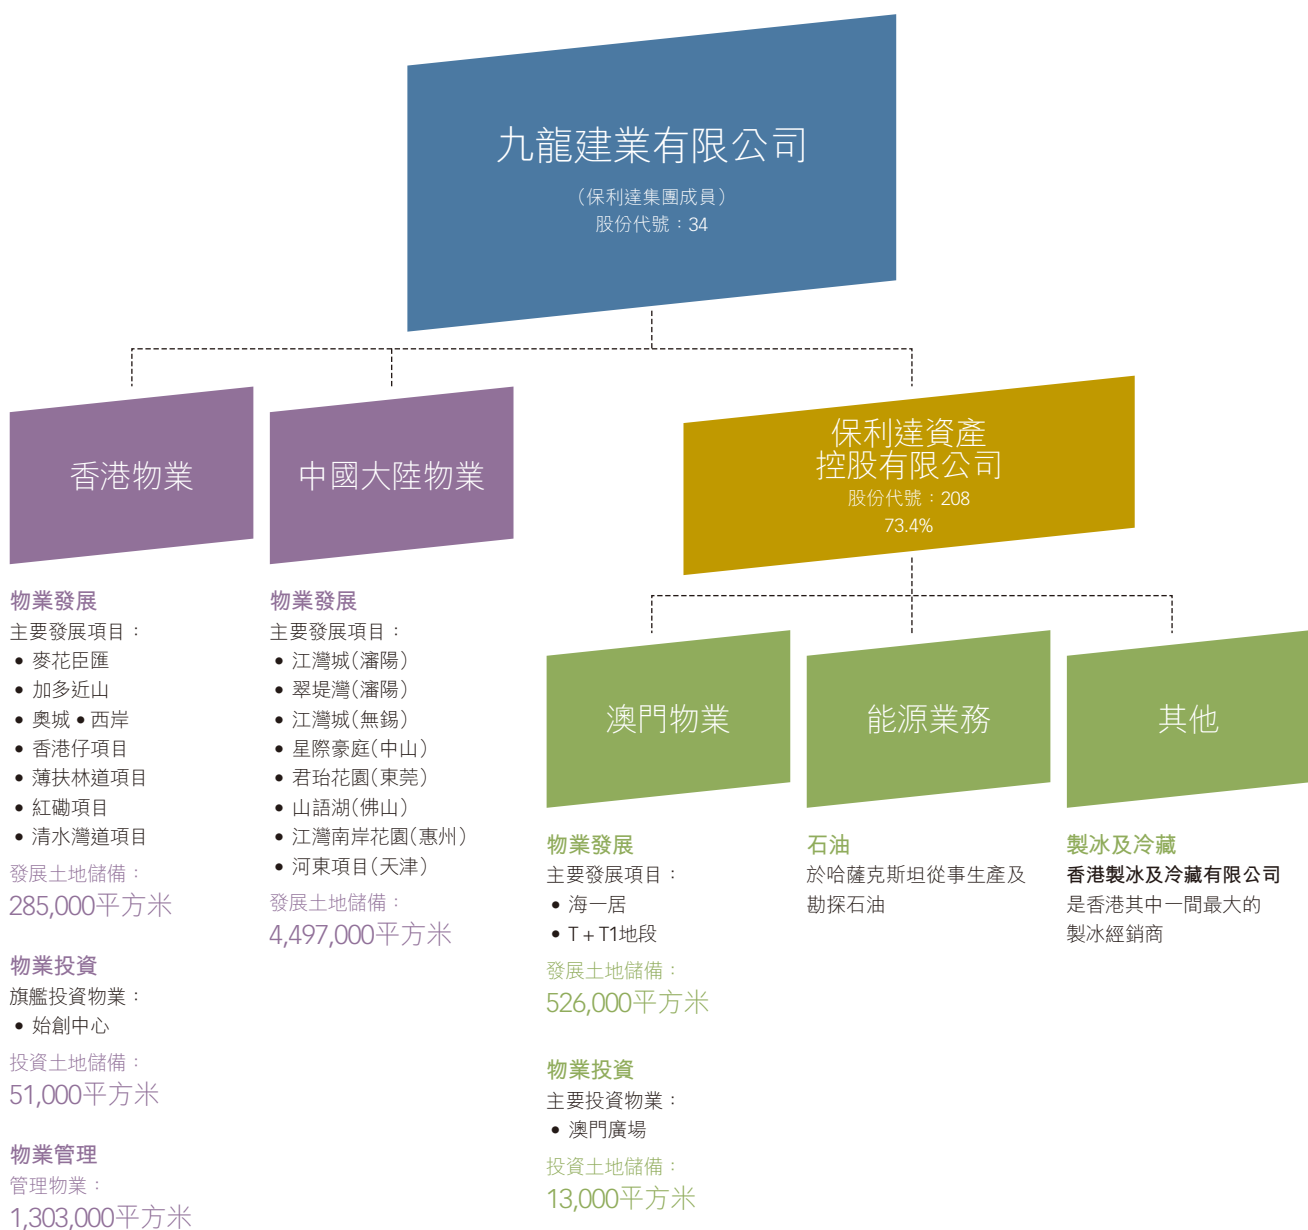 九龍建業有限公司
（保利達集團成員）
股份代號：34
香港物業
中國大陸物業
保利達資產
控股有限公司
股份代號：208
73.4%
物業發展
主要發展項目：
• 麥花臣匯
• 加多近山
• 奧城•西岸
• 香港仔項目
• 薄扶林道項目
• 紅磡項目
• 清水灣道項目
發展土地儲備：
285,000平方米
物業投資
旗艦投資物業：
• 始創中心
投資土地儲備：
51,000平方米
物業管理
管理物業：
1,303,000平方米
物業發展
主要發展項目：
• 江灣城(瀋陽)
• 翠堤灣(瀋陽)
• 江灣城(無錫)
• 星際豪庭(中山)
• 君珆花園(東莞)
• 山語湖(佛山)
• 江灣南岸花園(惠州)
• 河東項目(天津)
發展土地儲備：
4,497,000平方米
澳門物業
能源業務
其他
物業發展
主要發展項目：
• 海一居
• T + T1地段
發展土地儲備：
526,000平方米
物業投資
主要投資物業：
• 澳門廣場
投資土地儲備：
13,000平方米
石油
於哈薩克斯坦從事生產及
勘探石油
製冰及冷藏
香港製冰及冷藏有限公司
是香港其中一間最大的
製冰經銷商